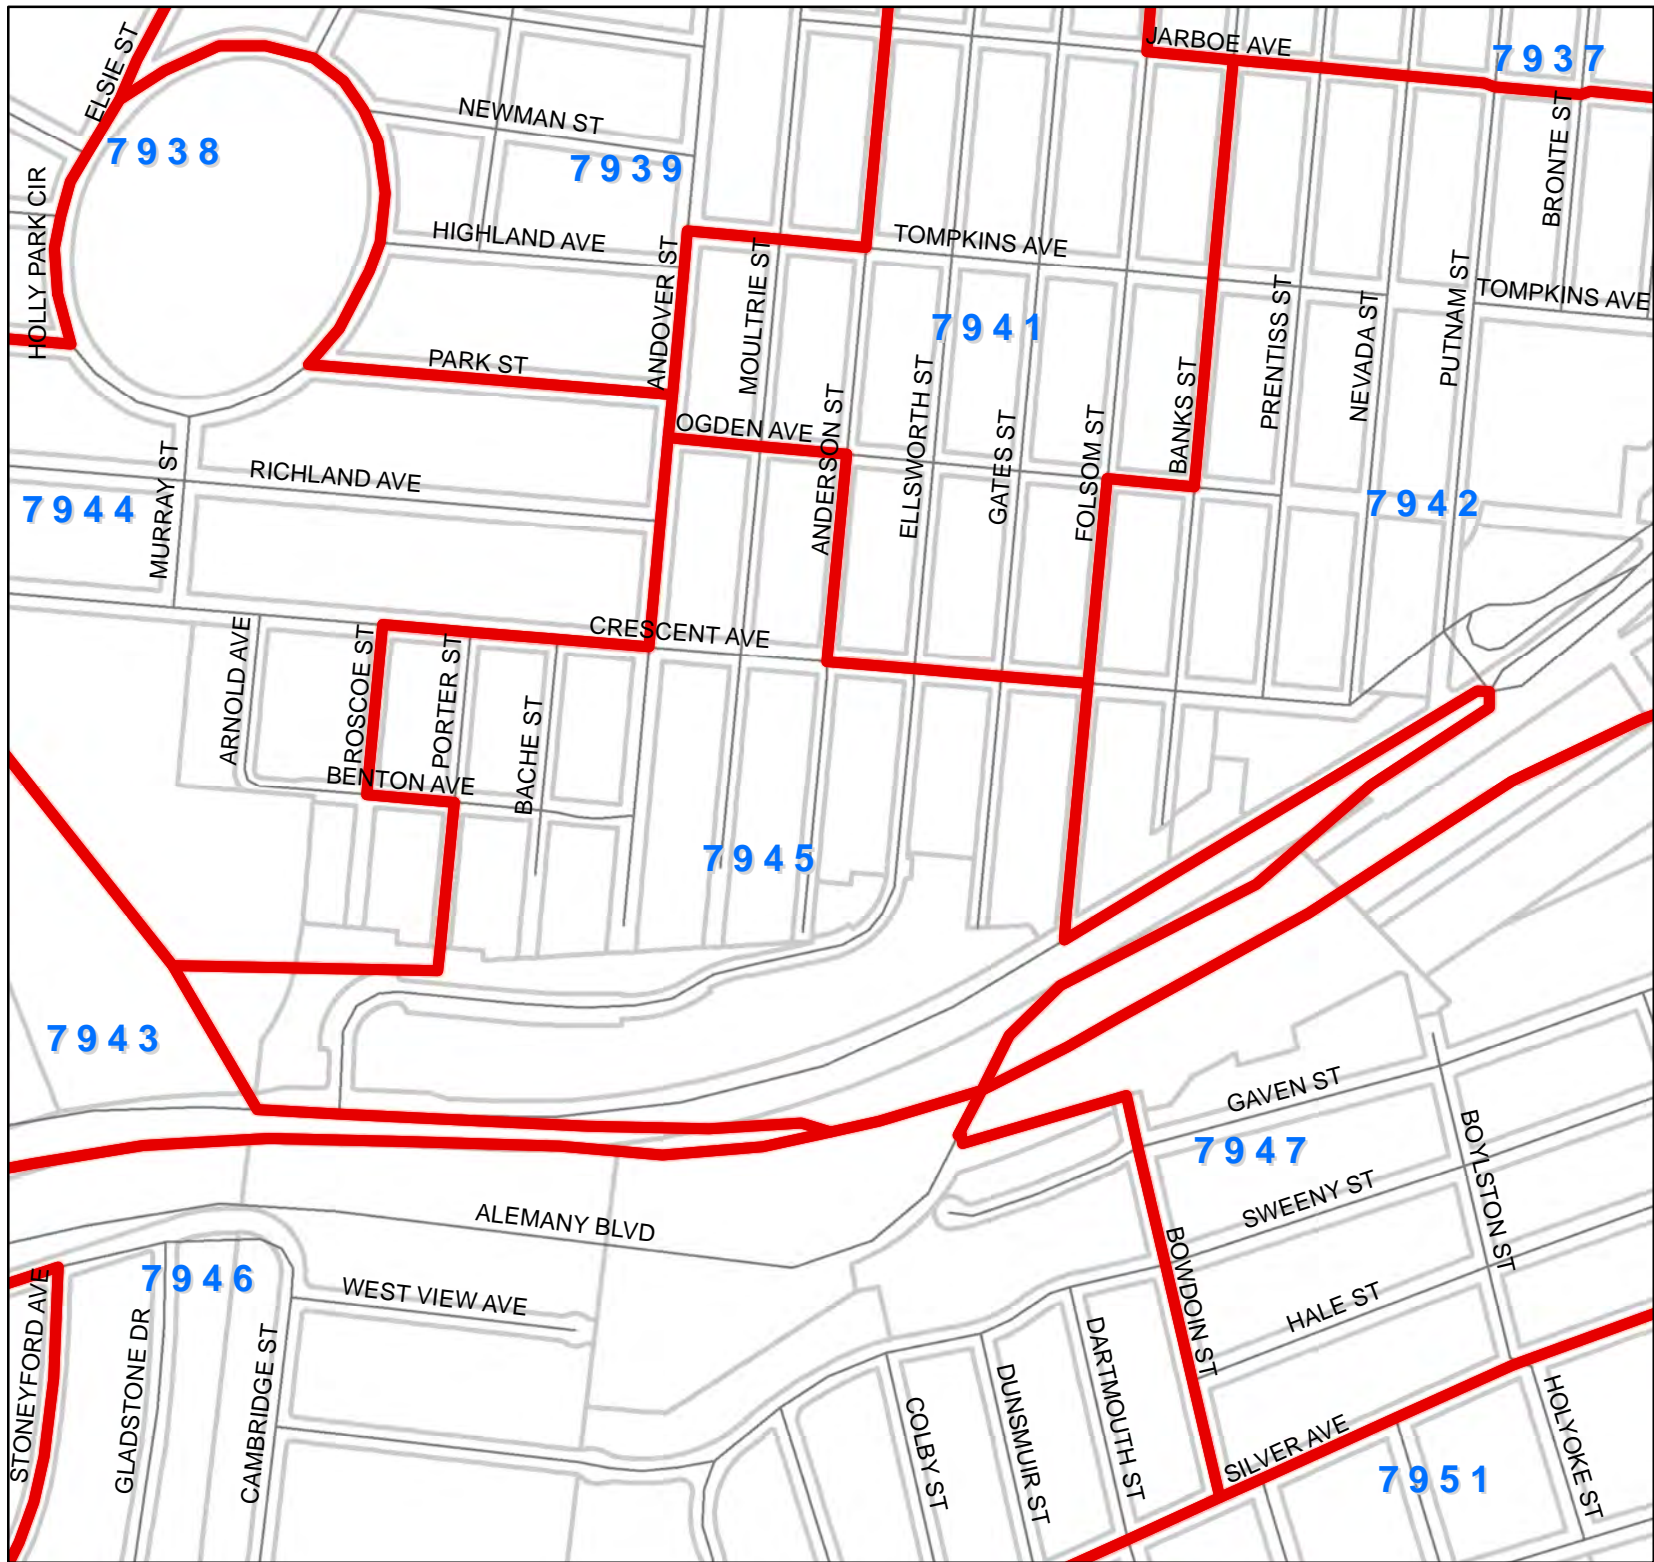 ELSIE ST
JARBOE AVE
7937
NEWMAN ST
7938
7939
BRONTE ST
HOLLY PARK CIR
HIGHLAND AVE
TOMPKINS AVE
ANDOVER ST
MOULTRIE ST
PRENTISS ST
NEVADA ST
PUTNAM ST
TOMPKINS AVE
7941
PARK ST
OGDEN AVE
ANDERSON ST
ELLSWORTH ST
GATES ST
FOLSOM ST
BANKS ST
RICHLAND AVE
MURRAY ST
7944
7942
ARNOLD AVE
ROSCOE ST
PORTER ST
CRESCENT AVE
BACHE ST
BENTON AVE
7945
7943
GAVEN ST
BOYLSTON ST
7947
SWEENY ST
ALEMANY BLVD
BOWDOIN ST
7946
WEST VIEW AVE
HALE ST
STONEYFORD AVE
GLADSTONE DR
CAMBRIDGE ST
COLBY ST
DUNSMUIR ST
DARTMOUTH ST
SILVER AVE
HOLYOKE ST
7951